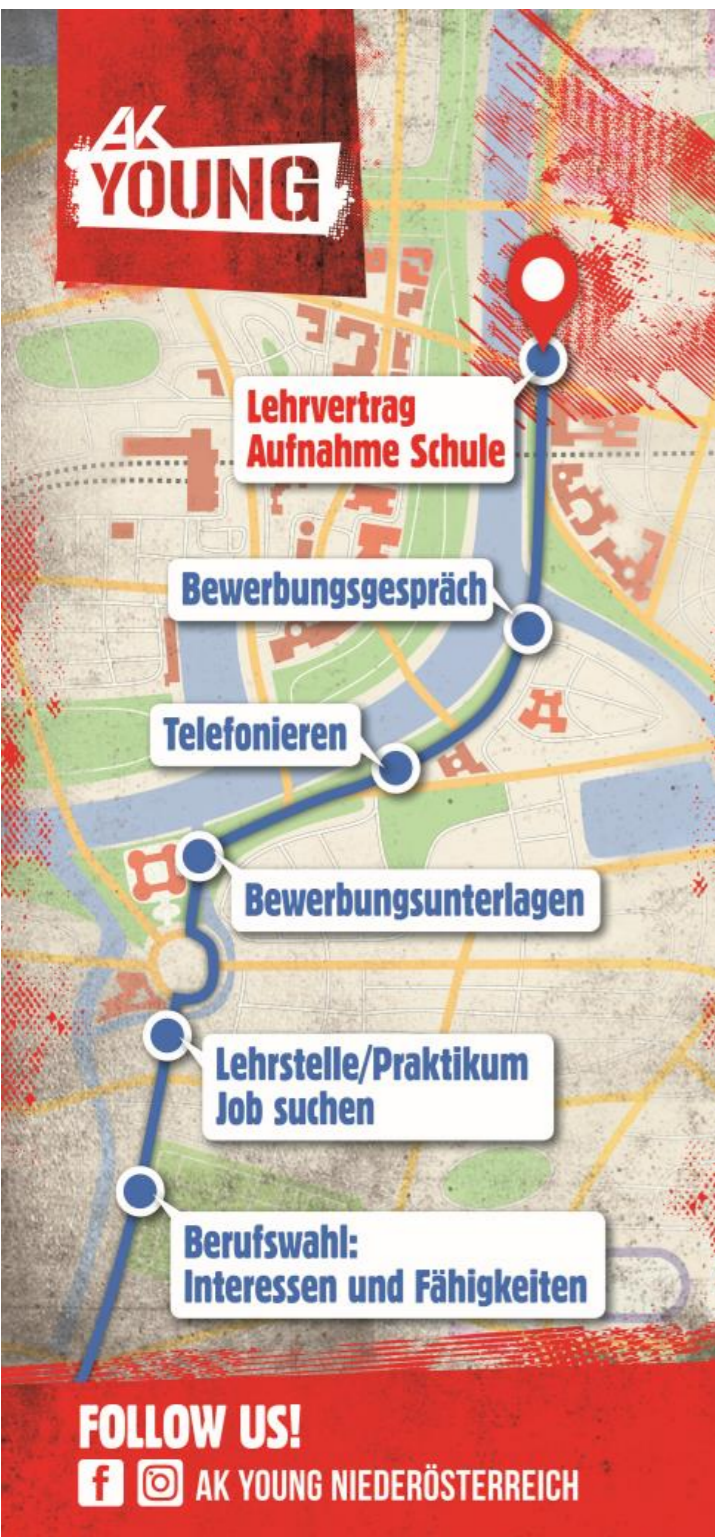 AK
YOUNG
Lehrvertrag
Aufnahme Schule
Bewerbungsgespräch
Telefonieren
Bewerbungsunterlagen
Lehrstelle/Praktikum
Job suchen
Berufswahl:
Interessen und Fähigkeiten
FOLLOW US!
f AK YOUNG NIEDERÖSTERREICH